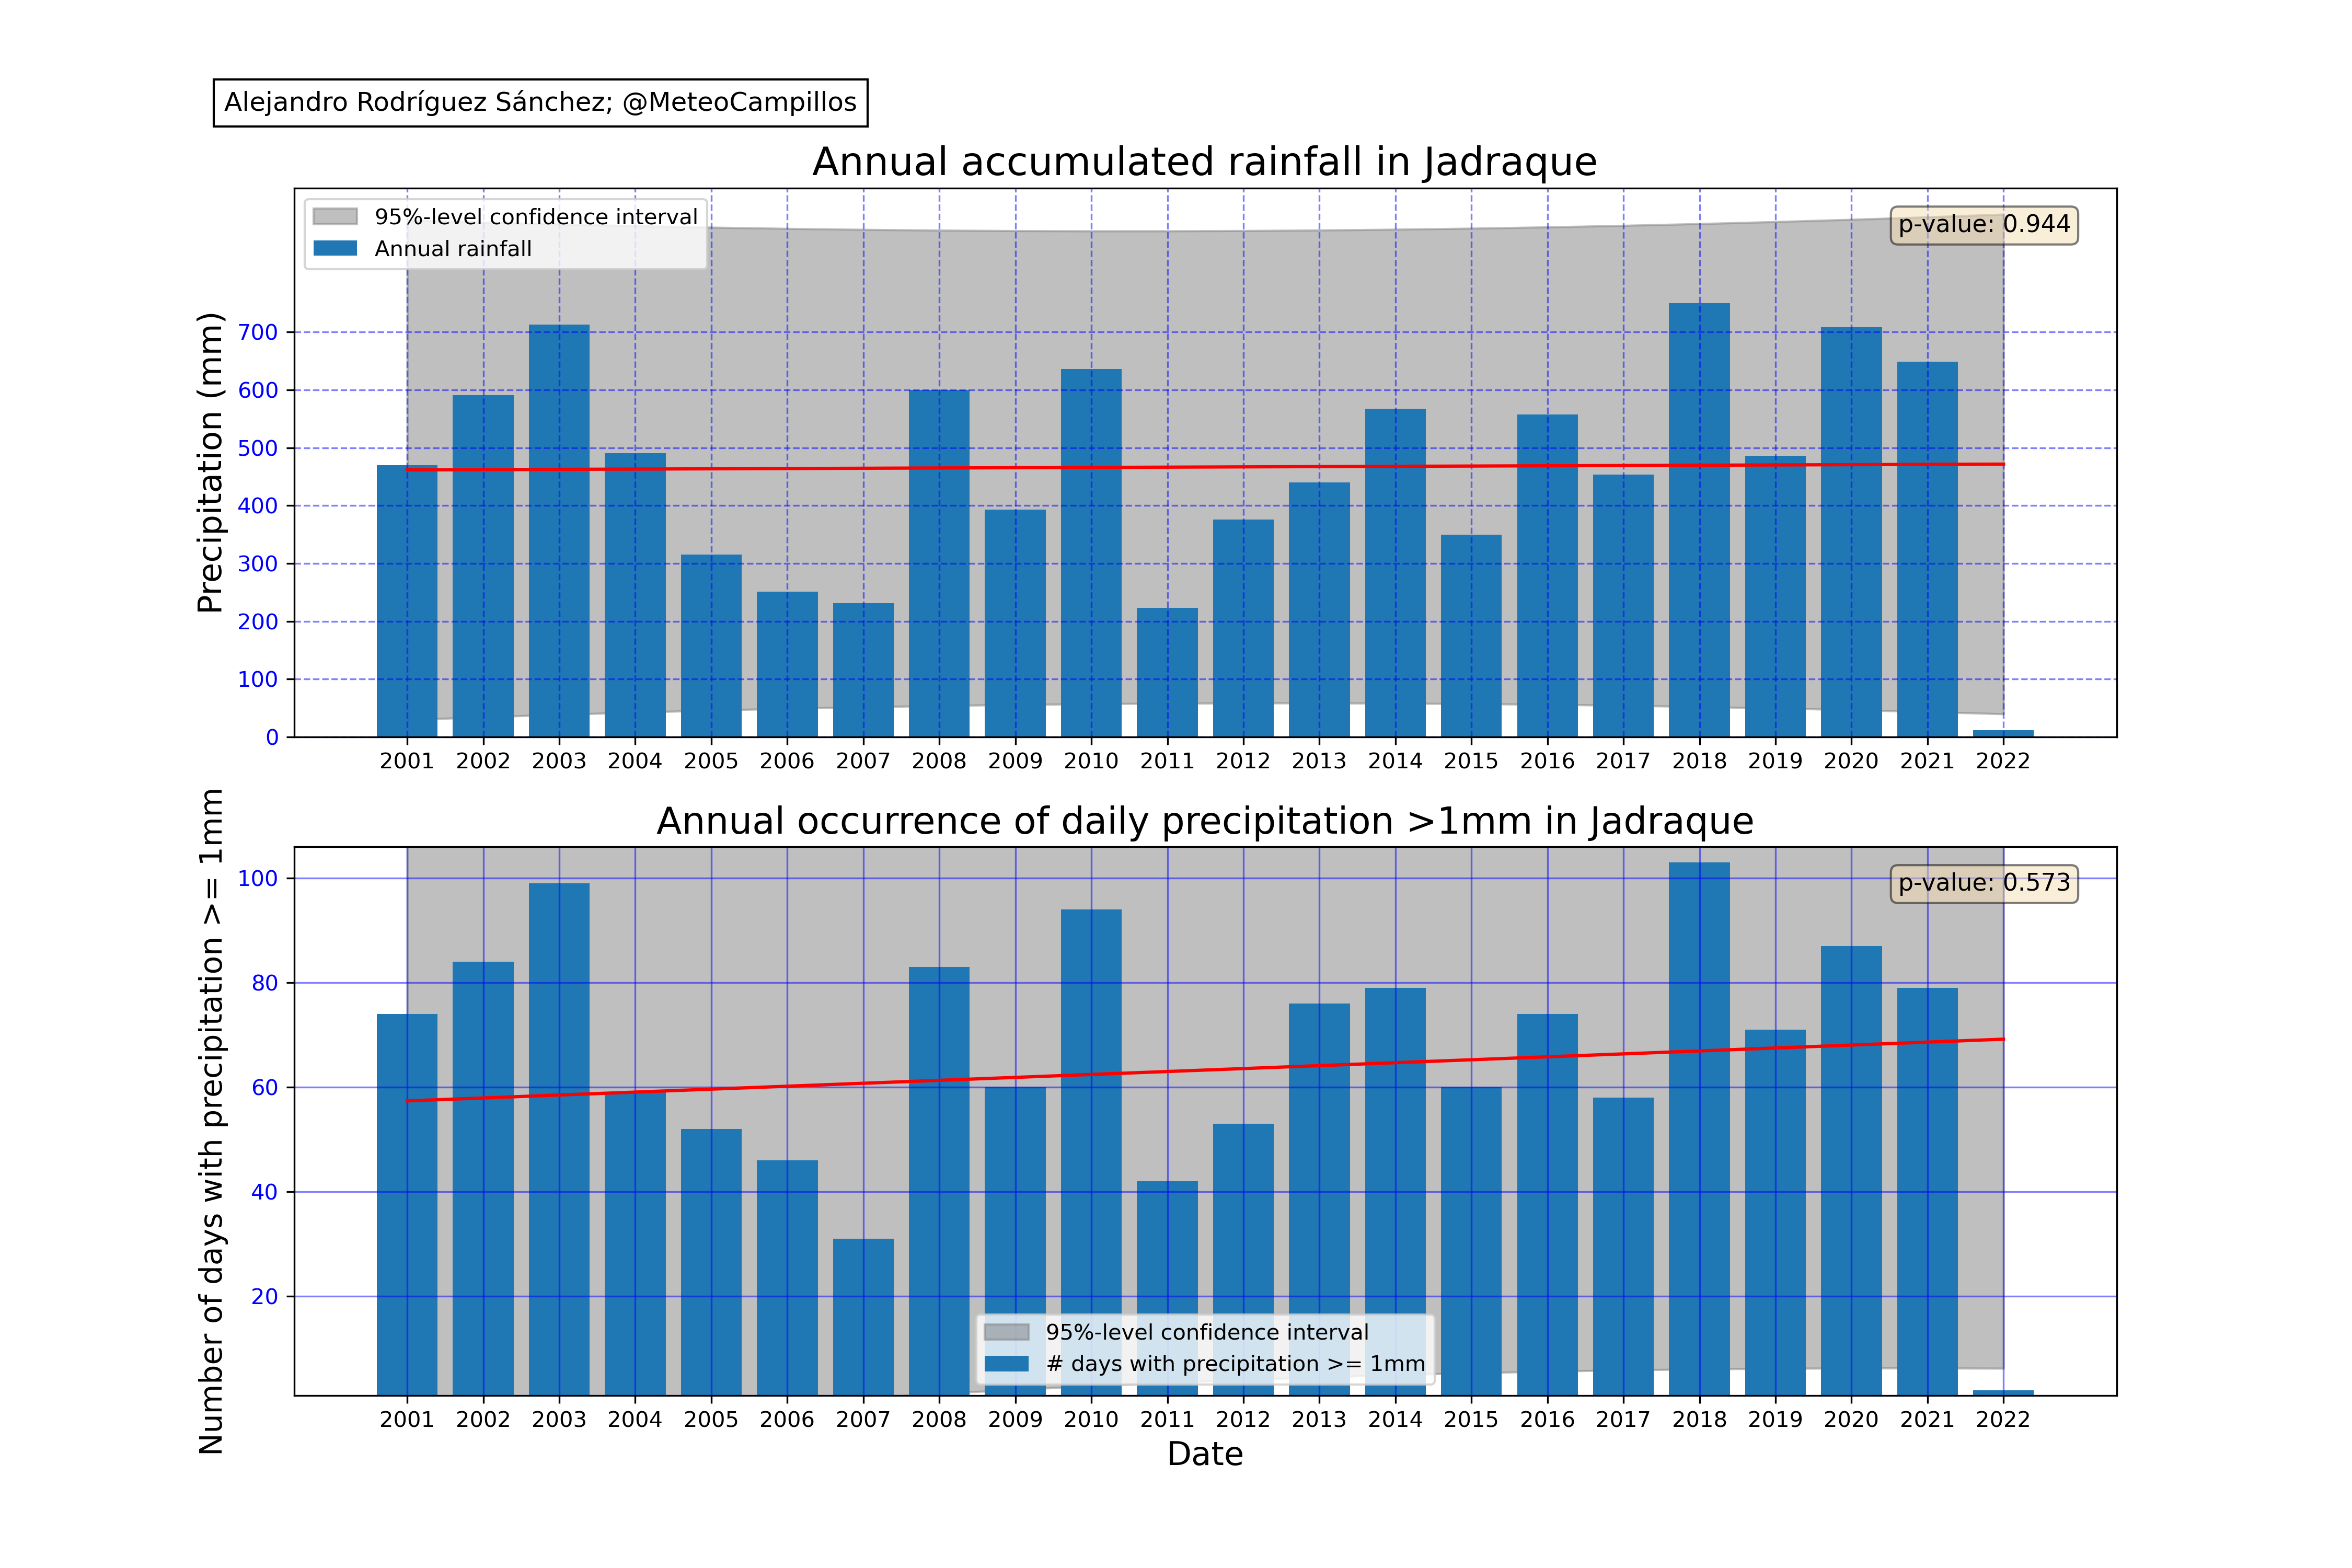 Alejandro Rodríguez Sánchez; @MeteoCampillos
Annual accumulated rainfall in Jadraque
95%-level confidence interval
Annual rainfall
p-value: 0.944
Precipitation (mm)
700
600
500
400
300
200
100
0
2001 2002 2003 2004 2005 2006 2007 2008 2009 2010 2011 2012 2013 2014 2015 2016 2017 2018 2019 2020 2021 2022
Annual occurrence of daily precipitation >1mm in Jadraque
p-value: 0.573
Number of days with precipitation >= 1mm
100
80
60
40
20
95%-level confidence interval
# days with precipitation >= 1mm
2001 2002 2003 2004 2005 2006 2007 2008 2009 2010 2011 2012 2013 2014 2015 2016 2017 2018 2019 2020 2021 2022
Date